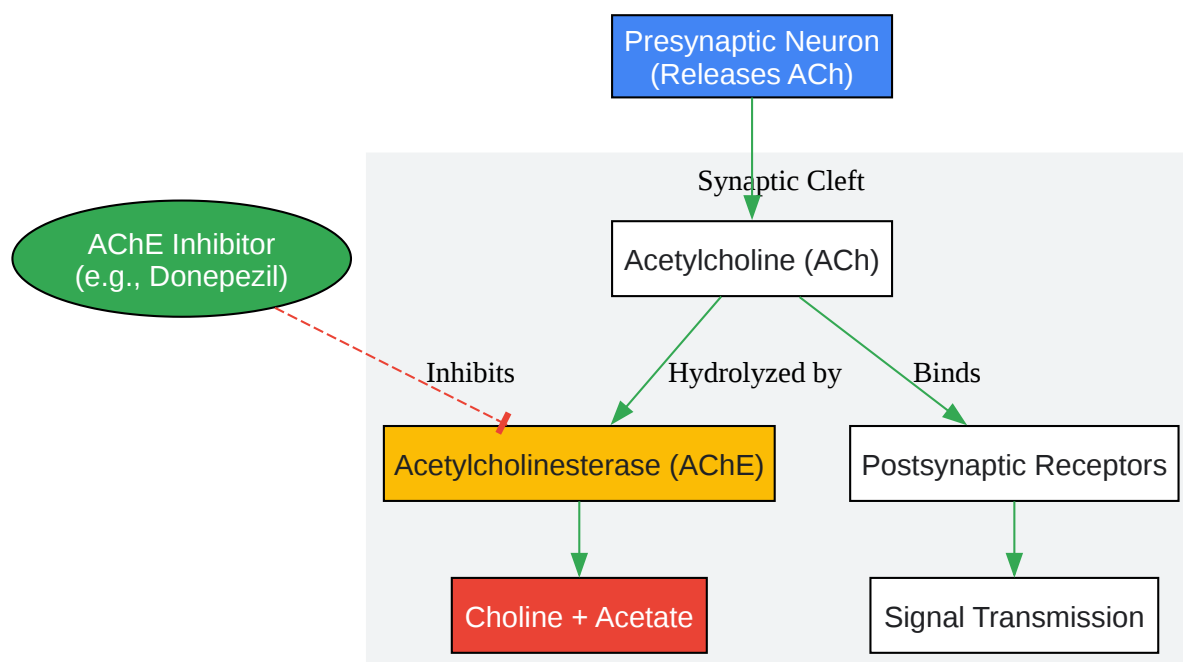 Presynaptic Neuron
(Releases ACh)
Synaptic Cleft
AChE Inhibitor
(e.g., Donepezil)
Acetylcholine (ACh)
Inhibits
Hydrolyzed by
Binds
Acetylcholinesterase (AChE)
Postsynaptic Receptors
Choline + Acetate
Signal Transmission